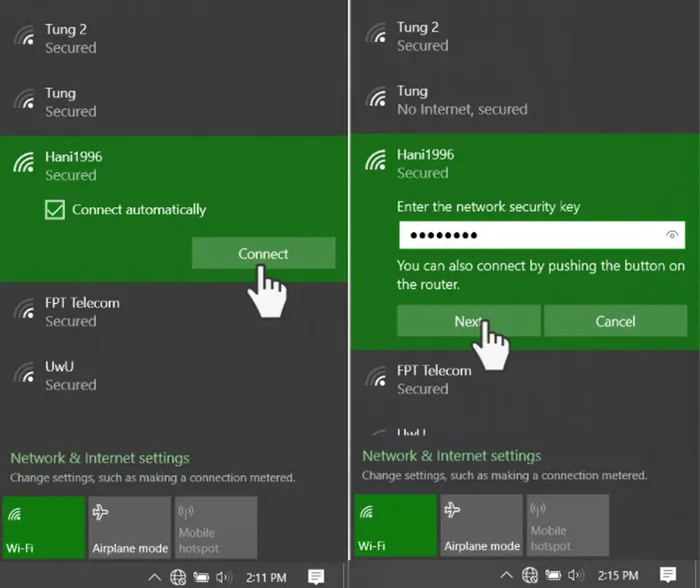 Tung 2
Secured
Tung
Secured
Hani1996
Secured
Connect automatically
Connect
FPT Telecom
Secured
UwU
Secured
Network & Internet settings
Change settings, such as making a connection metered.
Wi-Fi
Airplane mode
Mobile
hotspot
2:11 PM
Tung 2
Secured
Tung
No Internet, secured
Hani1996
Secured
Enter the network security key
You can also connect by pushing the button on
the router.
Next
Cancel
FPT Telecom
Secured
UwU
Network & Internet settings
Change settings, such as making a connection metered.
Wi-Fi
Airplane mode
Mobile
hotspot
2:15 PM